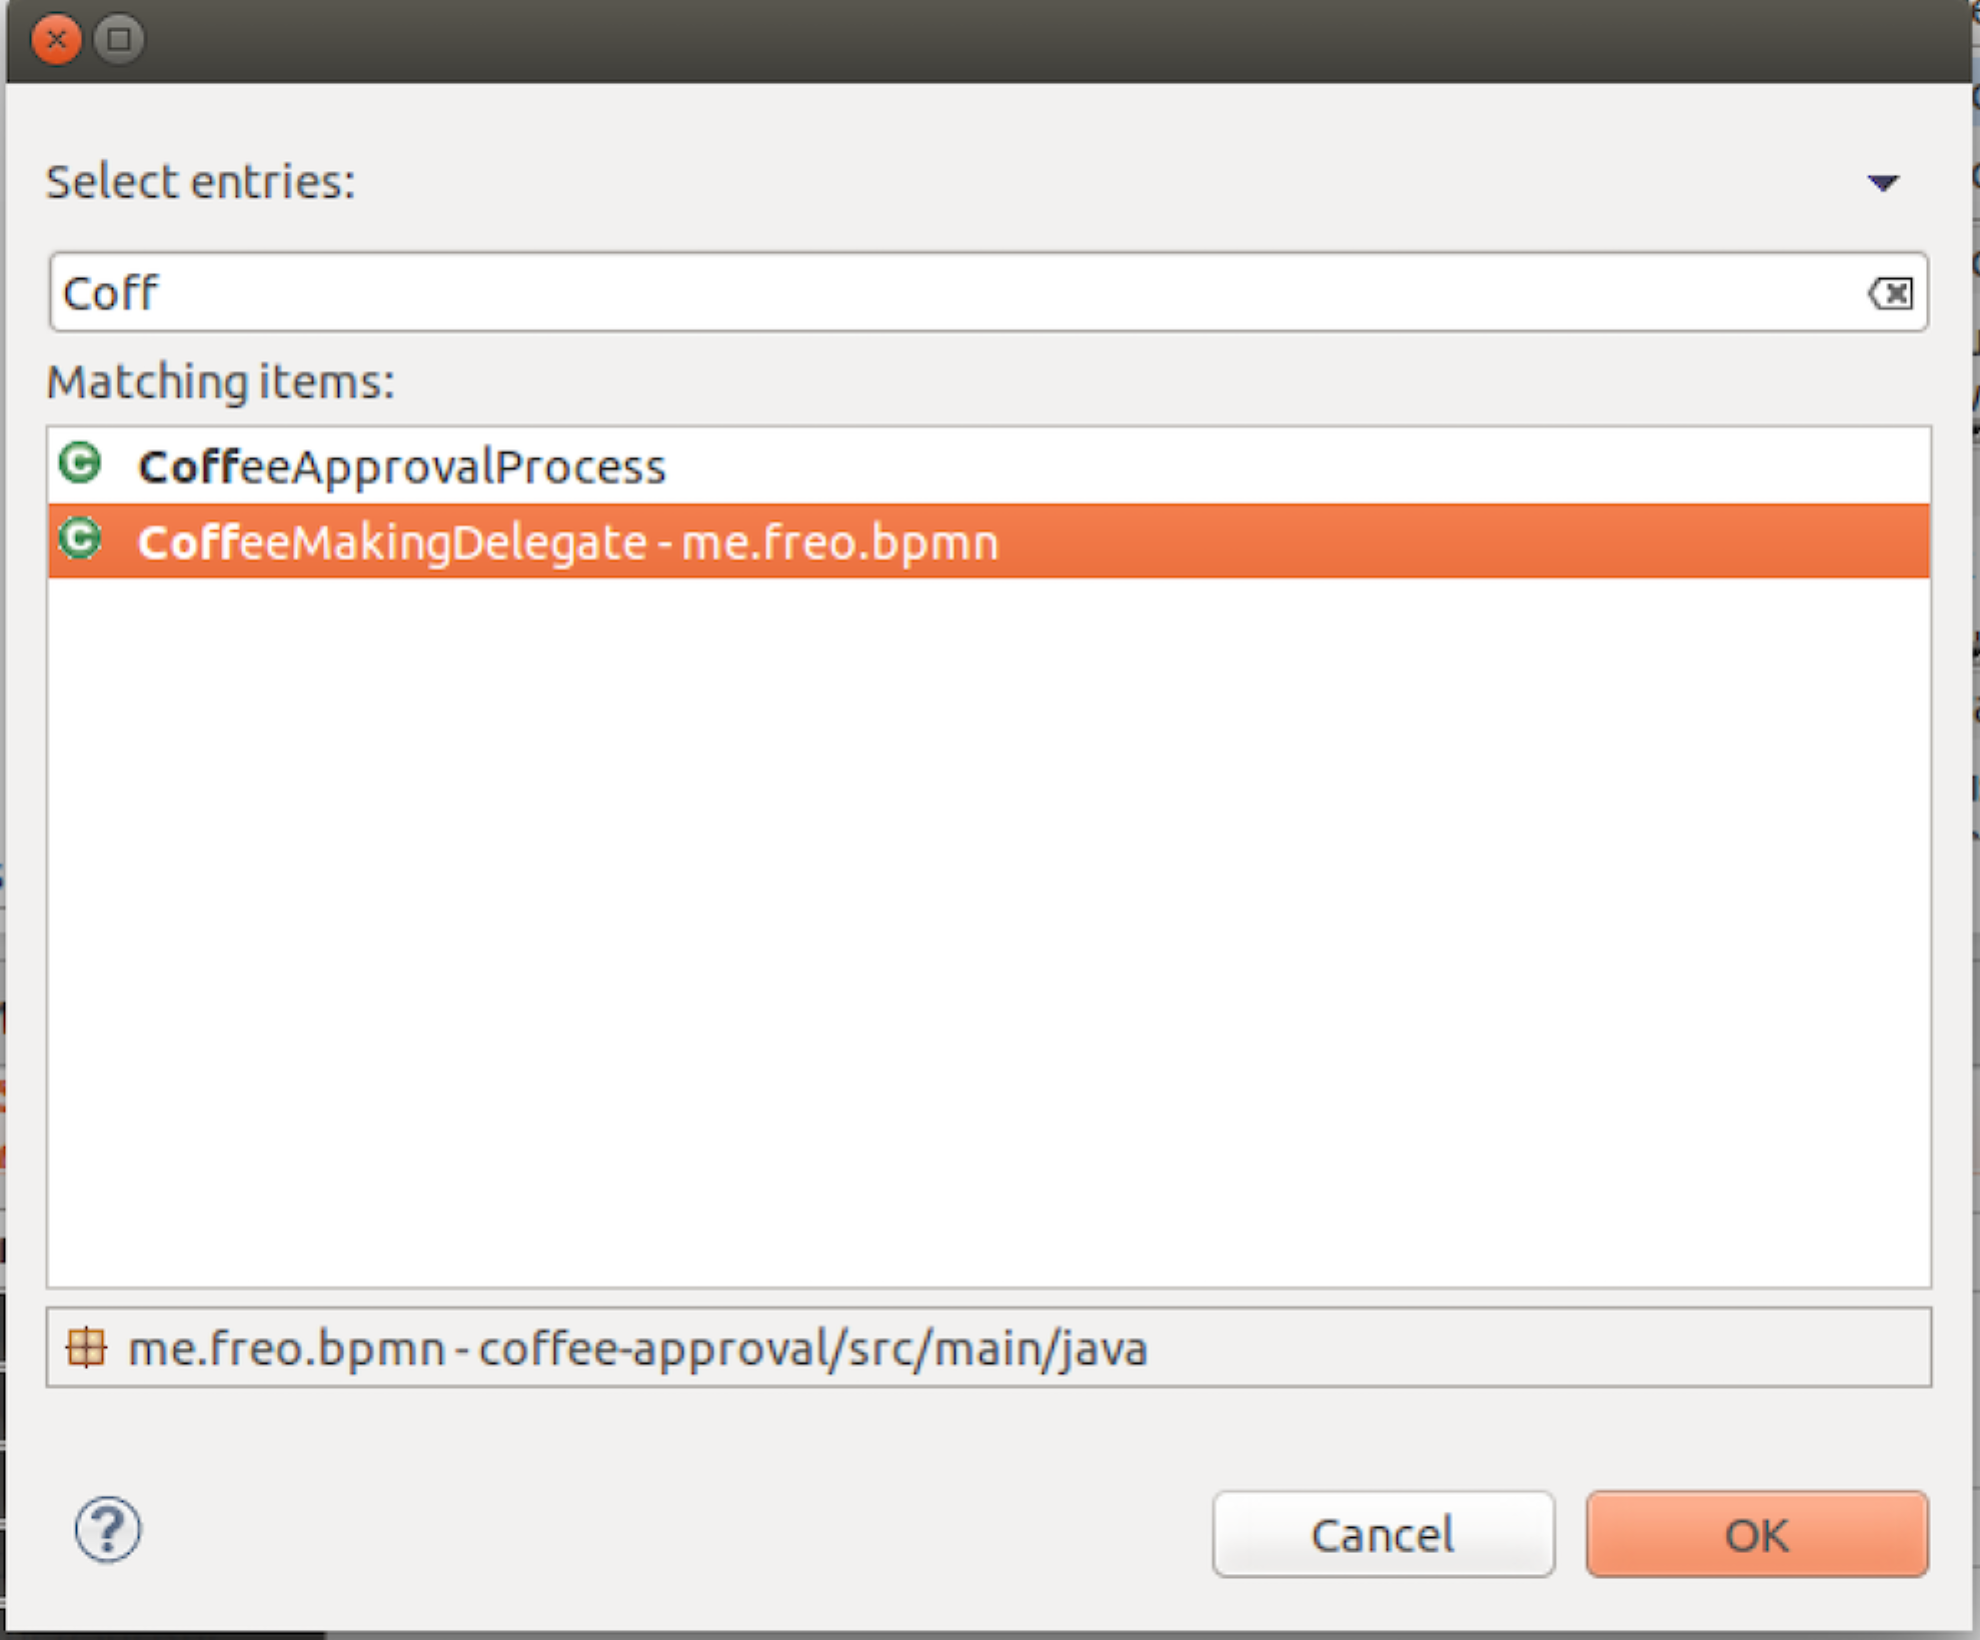 Select entries:
Coff
Matching items:
CoffeeApprovalProcess
CoffeeMakingDelegate - me.freo.bpmn
me.freo.bpmn - coffee-approval/src/main/java
Cancel
OK